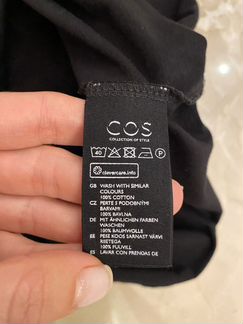 COS
COLLECTION OF STYLE
40
P
clevercare.info
GB WASH WITH SIMILAR
COLOURS
100% COTTON
CZ PERTE S PODOBNÝMI
BARVAMI
100% BAVLNA
DE MIT ÄHNLICHEN FARBEN
WASCHEN
100% BAUMWOLLE
EE PESE KOOS SARNAST VÄRVI
RIIETEGA
100% PUUVILL
ES LAVAR CON PRENDAS DE